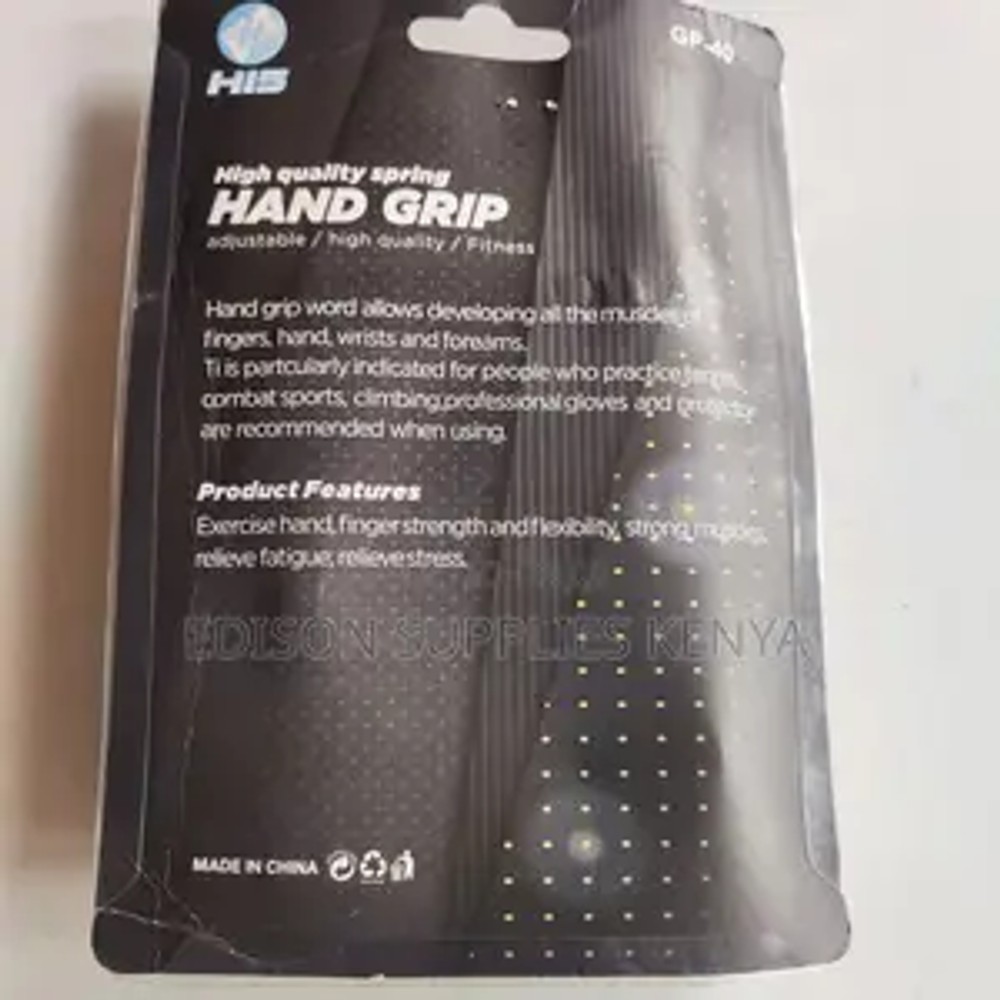 HIS
GP-40
High quality spring
HAND GRIP
adjustable / high quality / Fitness
Hand grip word allows developing all the muscles of
fingers, hand, wrists and forearms.
Ti is partcularly indicated for people who practice
combat sports, climbing,professional gloves and protector
are recommended when using.
Product Features
Exercise hand, finger strength and flexibility, strong muscles,
relieve fatigue; relieve stress.
EDISON SUPPLIES KENYA
MADE IN CHINA